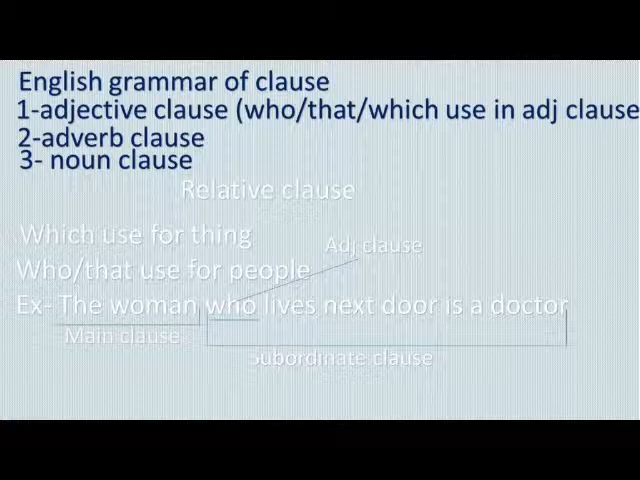 English grammar of clause
1-adjective clause (who/that/which use in adj clause
2-adverb clause
3- noun clause
Relative clause
Which use for thing
Adj clause
Who/that use for people
Ex- The woman who lives next door is a doctor
Main clause
Subordinate clause